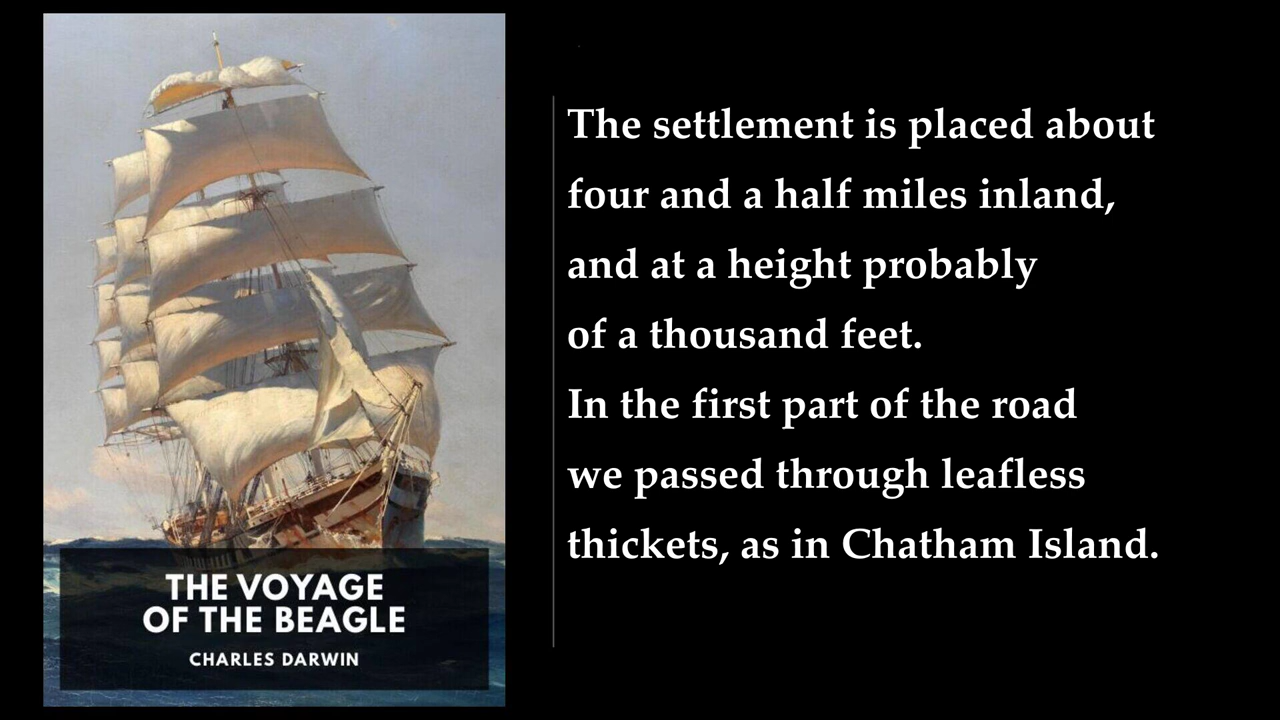 THE VOYAGE
OF THE BEAGLE
CHARLES DARWIN
The settlement is placed about
four and a half miles inland,
and at a height probably
of a thousand feet.
In the first part of the road
we passed through leafless
thickets, as in Chatham Island.